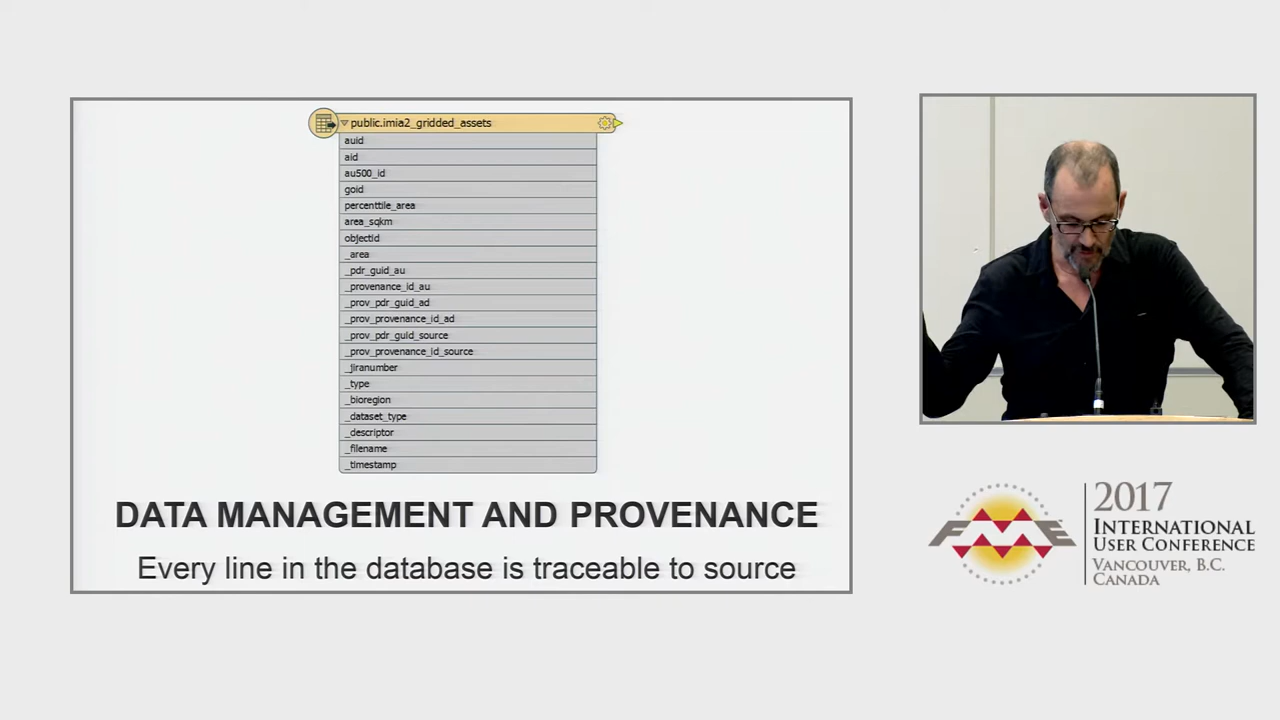 public.imia2_gridded_assets
auid
aid
au500_id
goid
percenttile_area
area_sqkm
objectid
_area
_pdr_guid_au
_provenance_id_au
_prov_pdr_guid_ad
_prov_provenance_id_ad
_prov_pdr_guid_source
_prov_provenance_id_source
_jiranumber
_type
_bioregion
_dataset_type
_descriptor
_filename
_timestamp
DATA MANAGEMENT AND PROVENANCE
Every line in the database is traceable to source
FME
2017
INTERNATIONAL
USER CONFERENCE
VANCOUVER, B.C.
CANADA